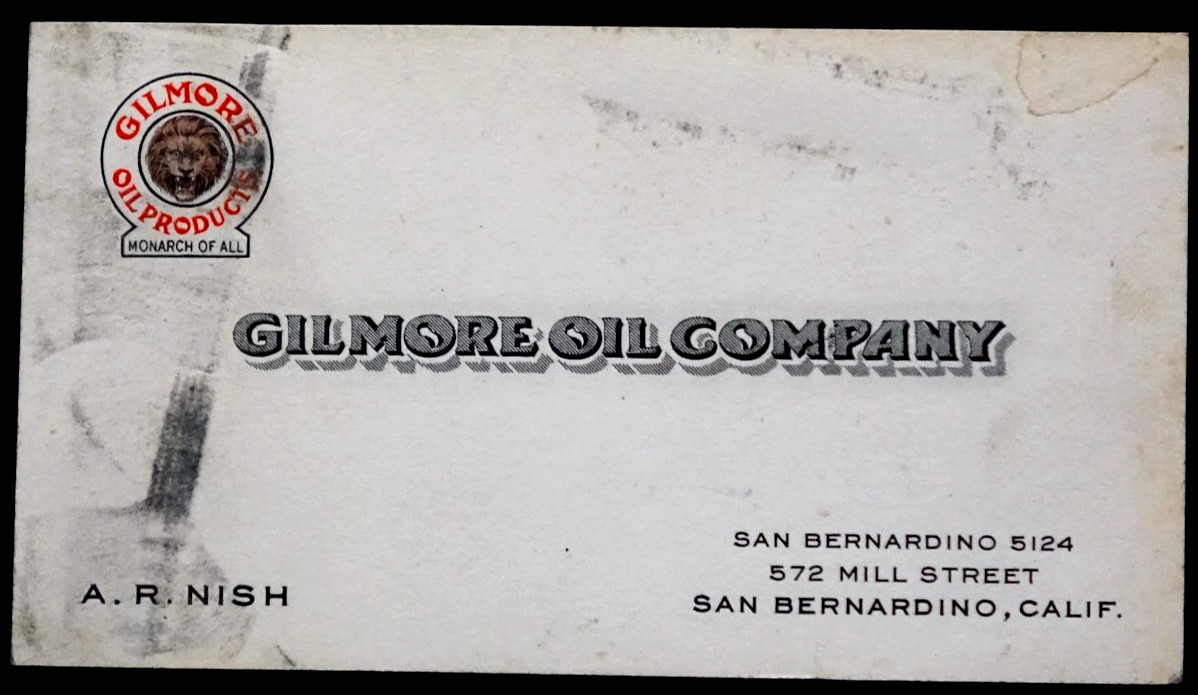 GILMORE
OIL PRODUCTS
MONARCH OF ALL
GILMORE OIL COMPANY
A. R. NISH
SAN BERNARDINO 5124
572 MILL STREET
SAN BERNARDINO, CALIF.